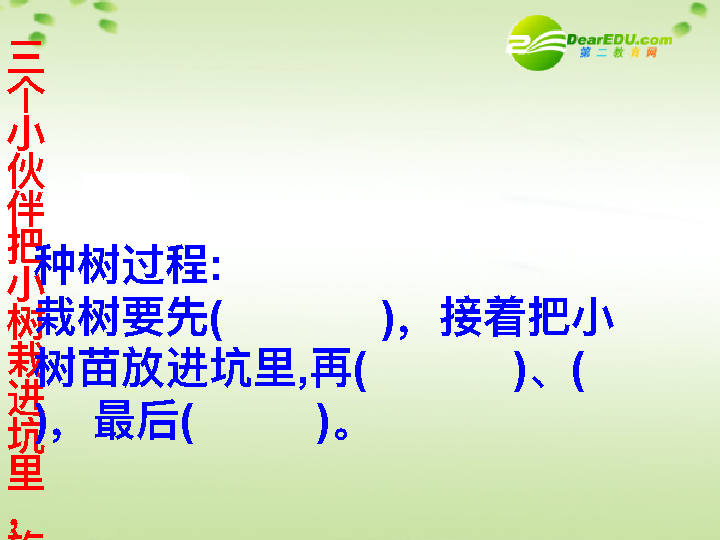 DearEDU.com
第二教育网
三个小伙伴把小树栽进坑里，
种树过程:
栽树要先( )，接着把小
树苗放进坑里,再( )、(
)，最后( )。